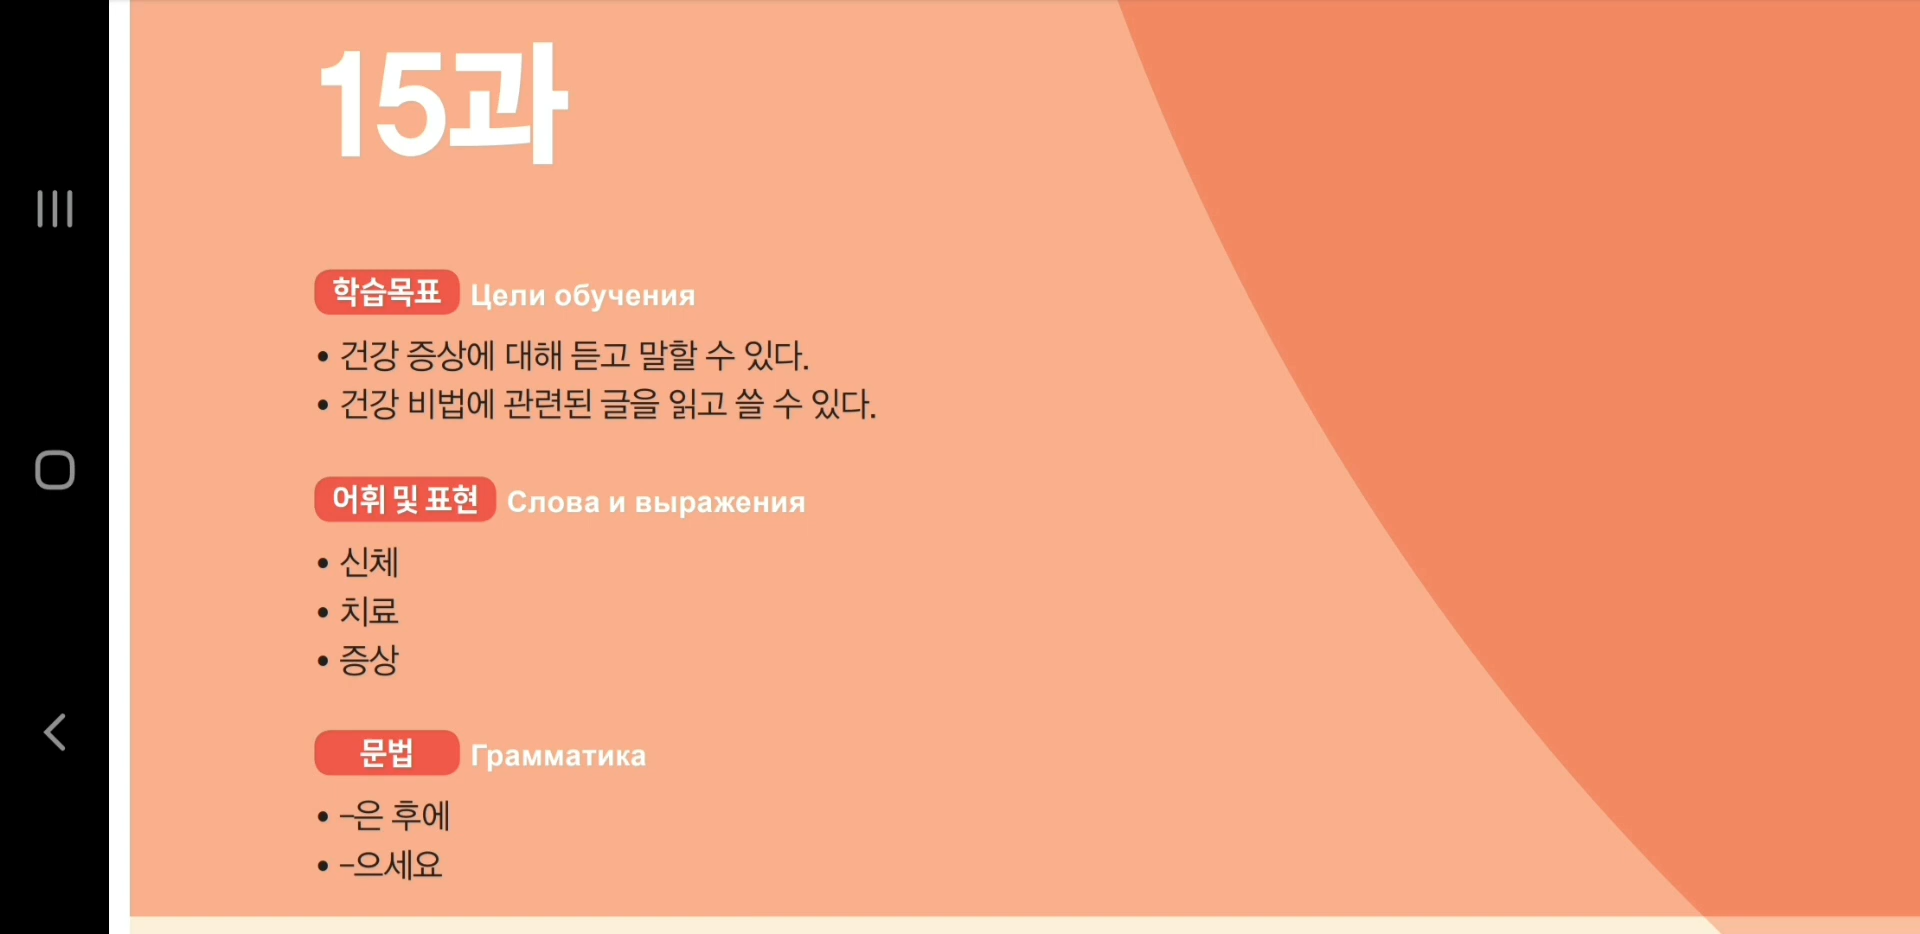 15과
학습목표 Цели обучения
• 건강 증상에 대해 듣고 말할 수 있다.
• 건강 비법에 관련된 글을 읽고 쓸 수 있다.
어휘 및 표현 Слова и выражения
• 신체
• 치료
• 증상
문법 Грамматика
• –은 후에
• –으세요